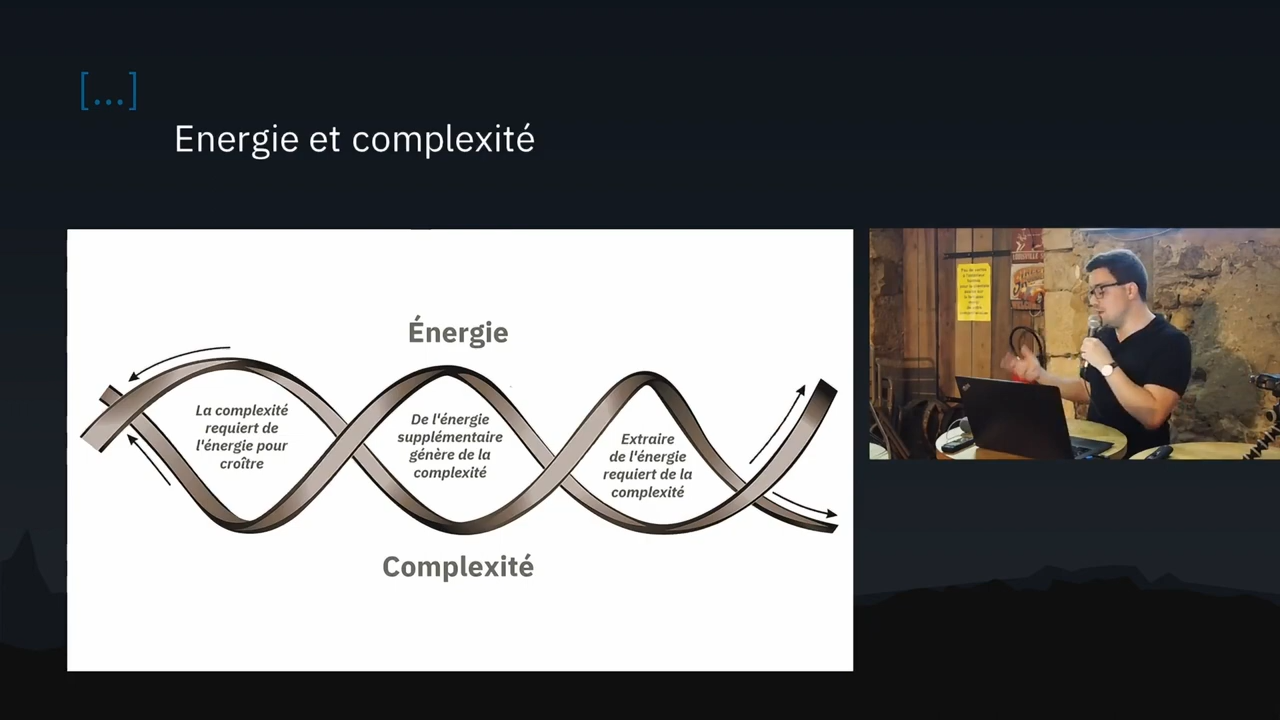 [...]
Energie et complexité
Énergie
La complexité
requiert de
l'énergie pour
croître
De l'énergie
supplémentaire
génère de la
complexité
Extraire
de l'énergie
requiert de la
complexité
Complexité